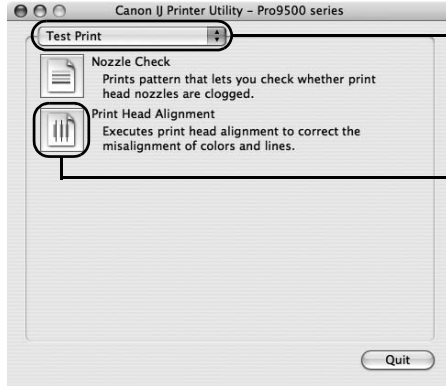 Canon IJ Printer Utility – Pro9500 series
Test Print
Nozzle Check
Prints pattern that lets you check whether print
head nozzles are clogged.
Print Head Alignment
Executes print head alignment to correct the
misalignment of colors and lines.
Quit